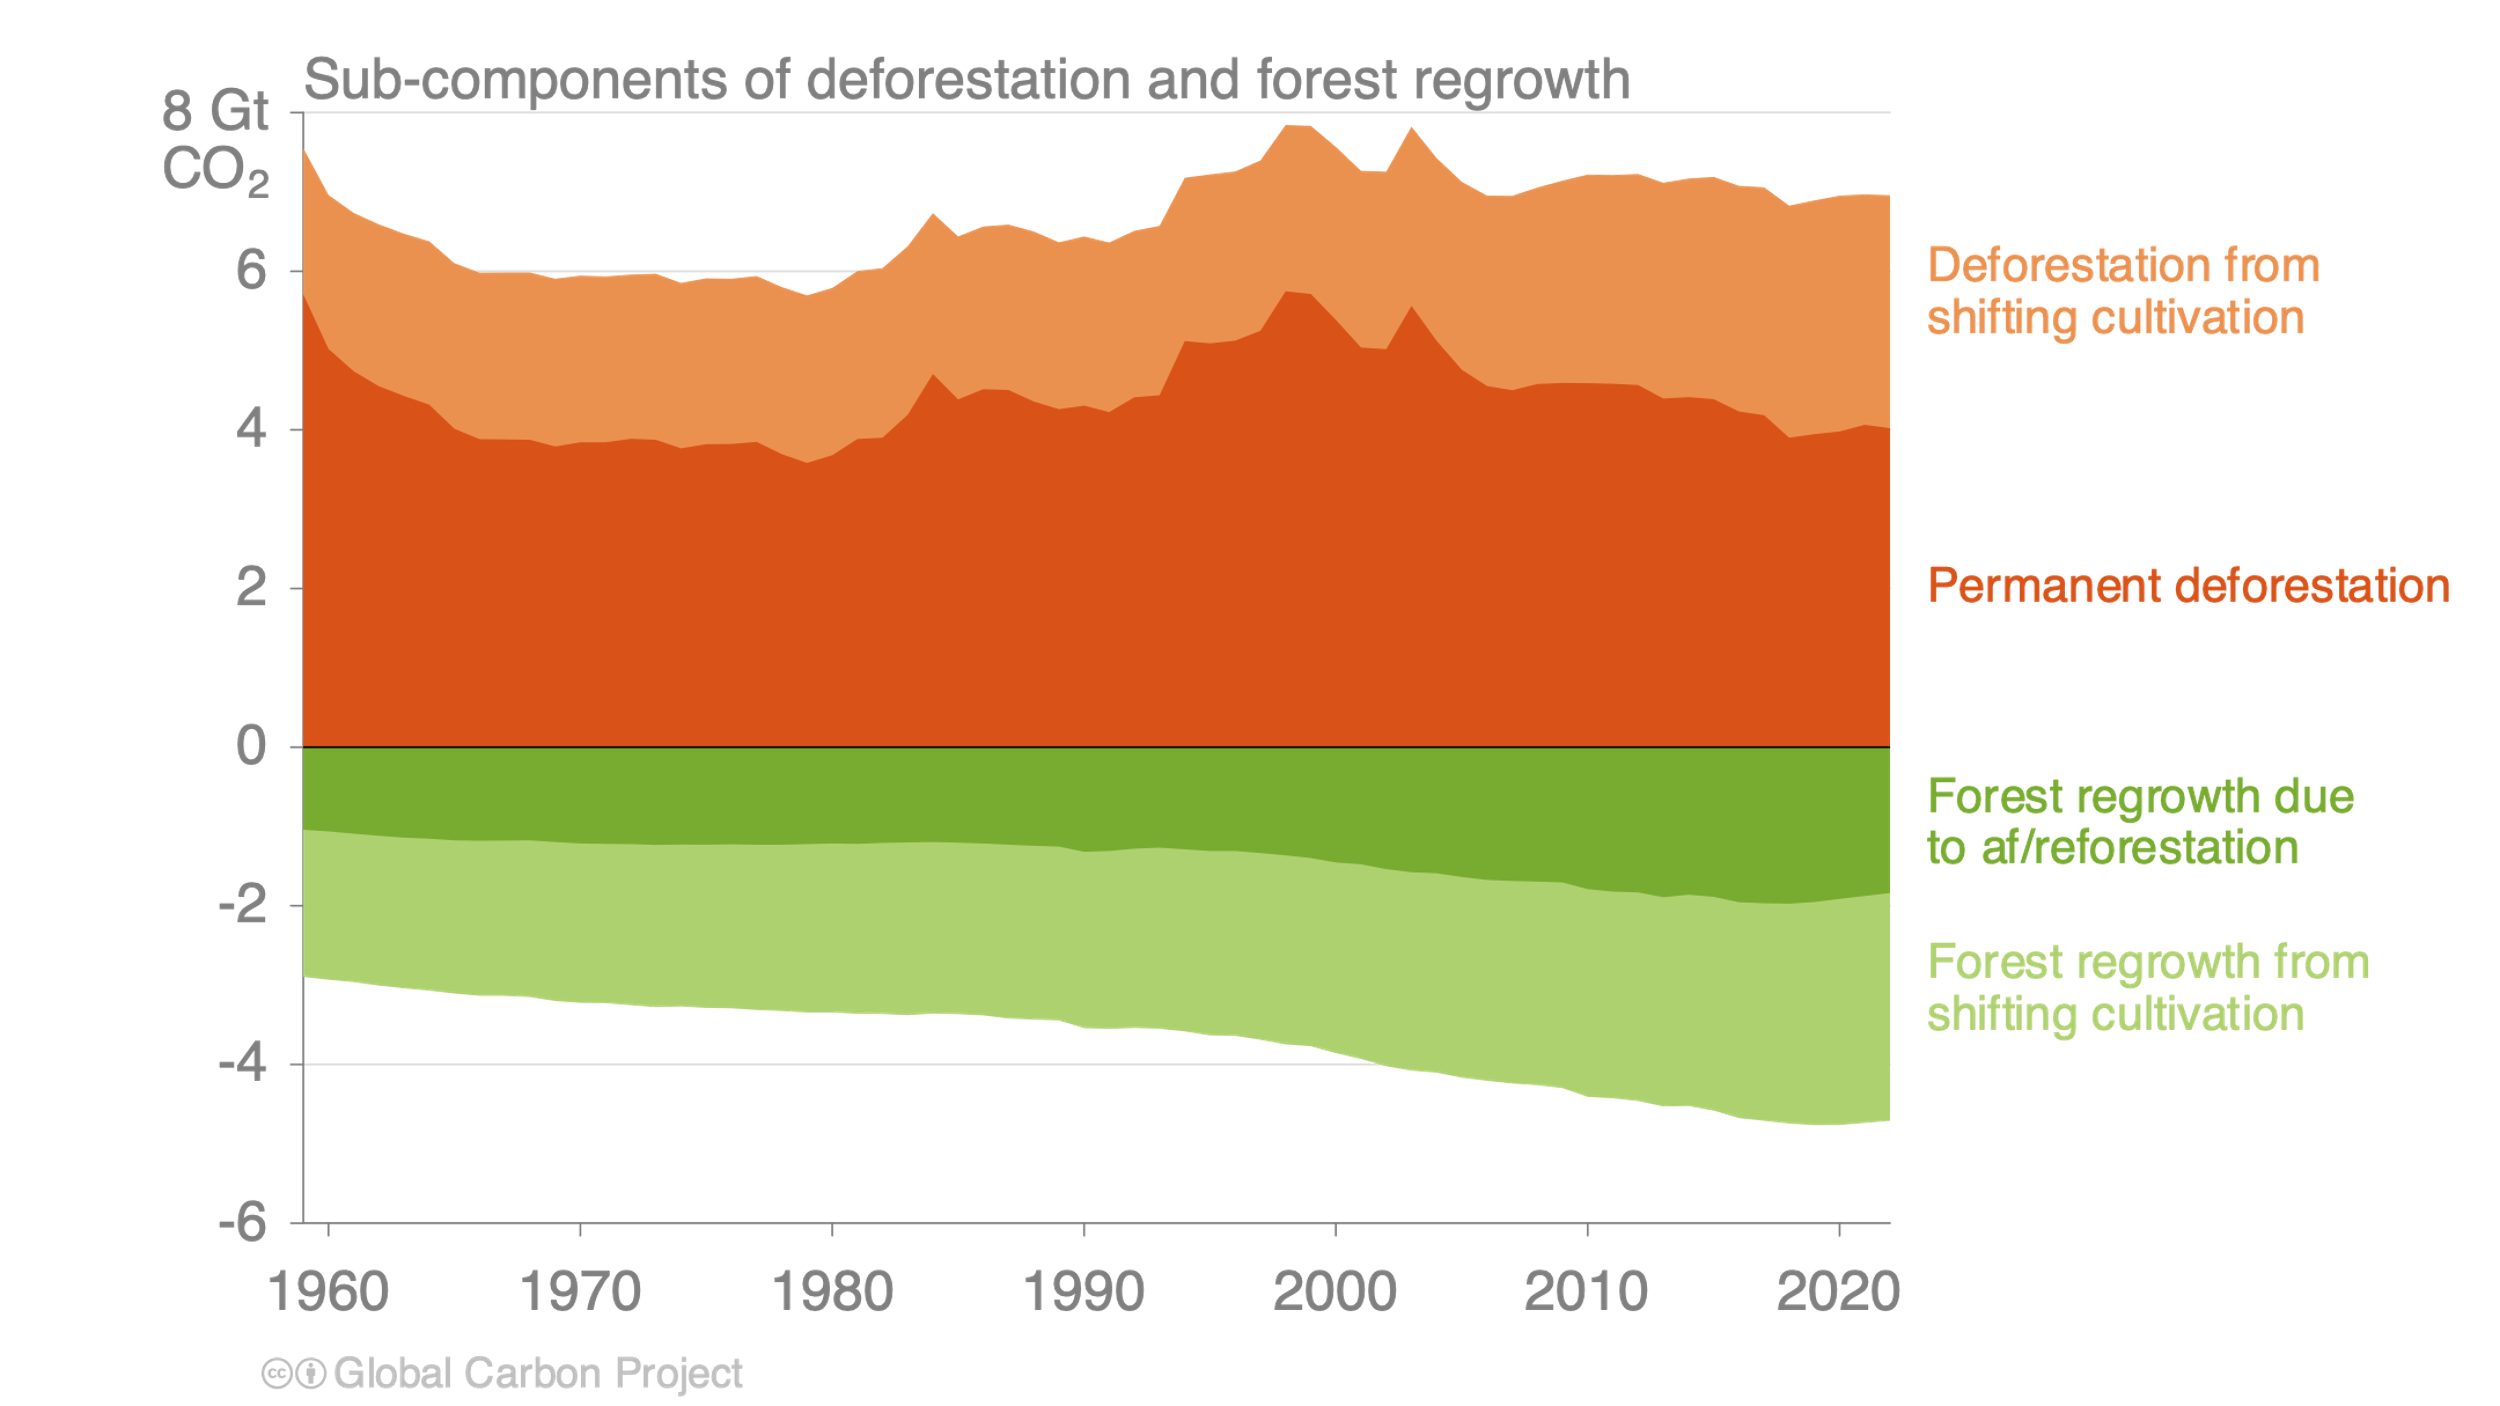 Sub-components of deforestation and forest regrowth
8 Gt
CO₂
6
4
2
0
-2
-4
-6
Deforestation from
shifting cultivation
Permanent deforestation
Forest regrowth due
to af/reforestation
Forest regrowth from
shifting cultivation
1960 1970 1980 1990 2000 2010 2020
cc Global Carbon Project